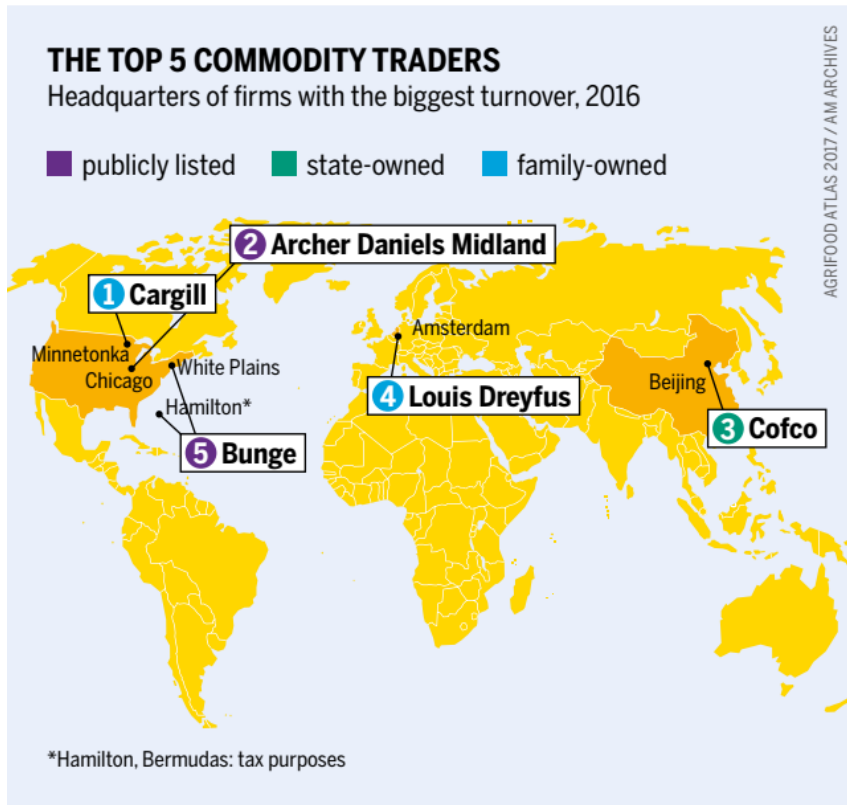 THE TOP 5 COMMODITY TRADERS
Headquarters of firms with the biggest turnover, 2016
publicly listed
state-owned
family-owned
2 Archer Daniels Midland
1 Cargill
Minnetonka
Chicago
White Plains
Hamilton*
5 Bunge
Amsterdam
4 Louis Dreyfus
Beijing
3 Cofco
*Hamilton, Bermudas: tax purposes
AGRIFOOD ATLAS 2017 / AM ARCHIVES